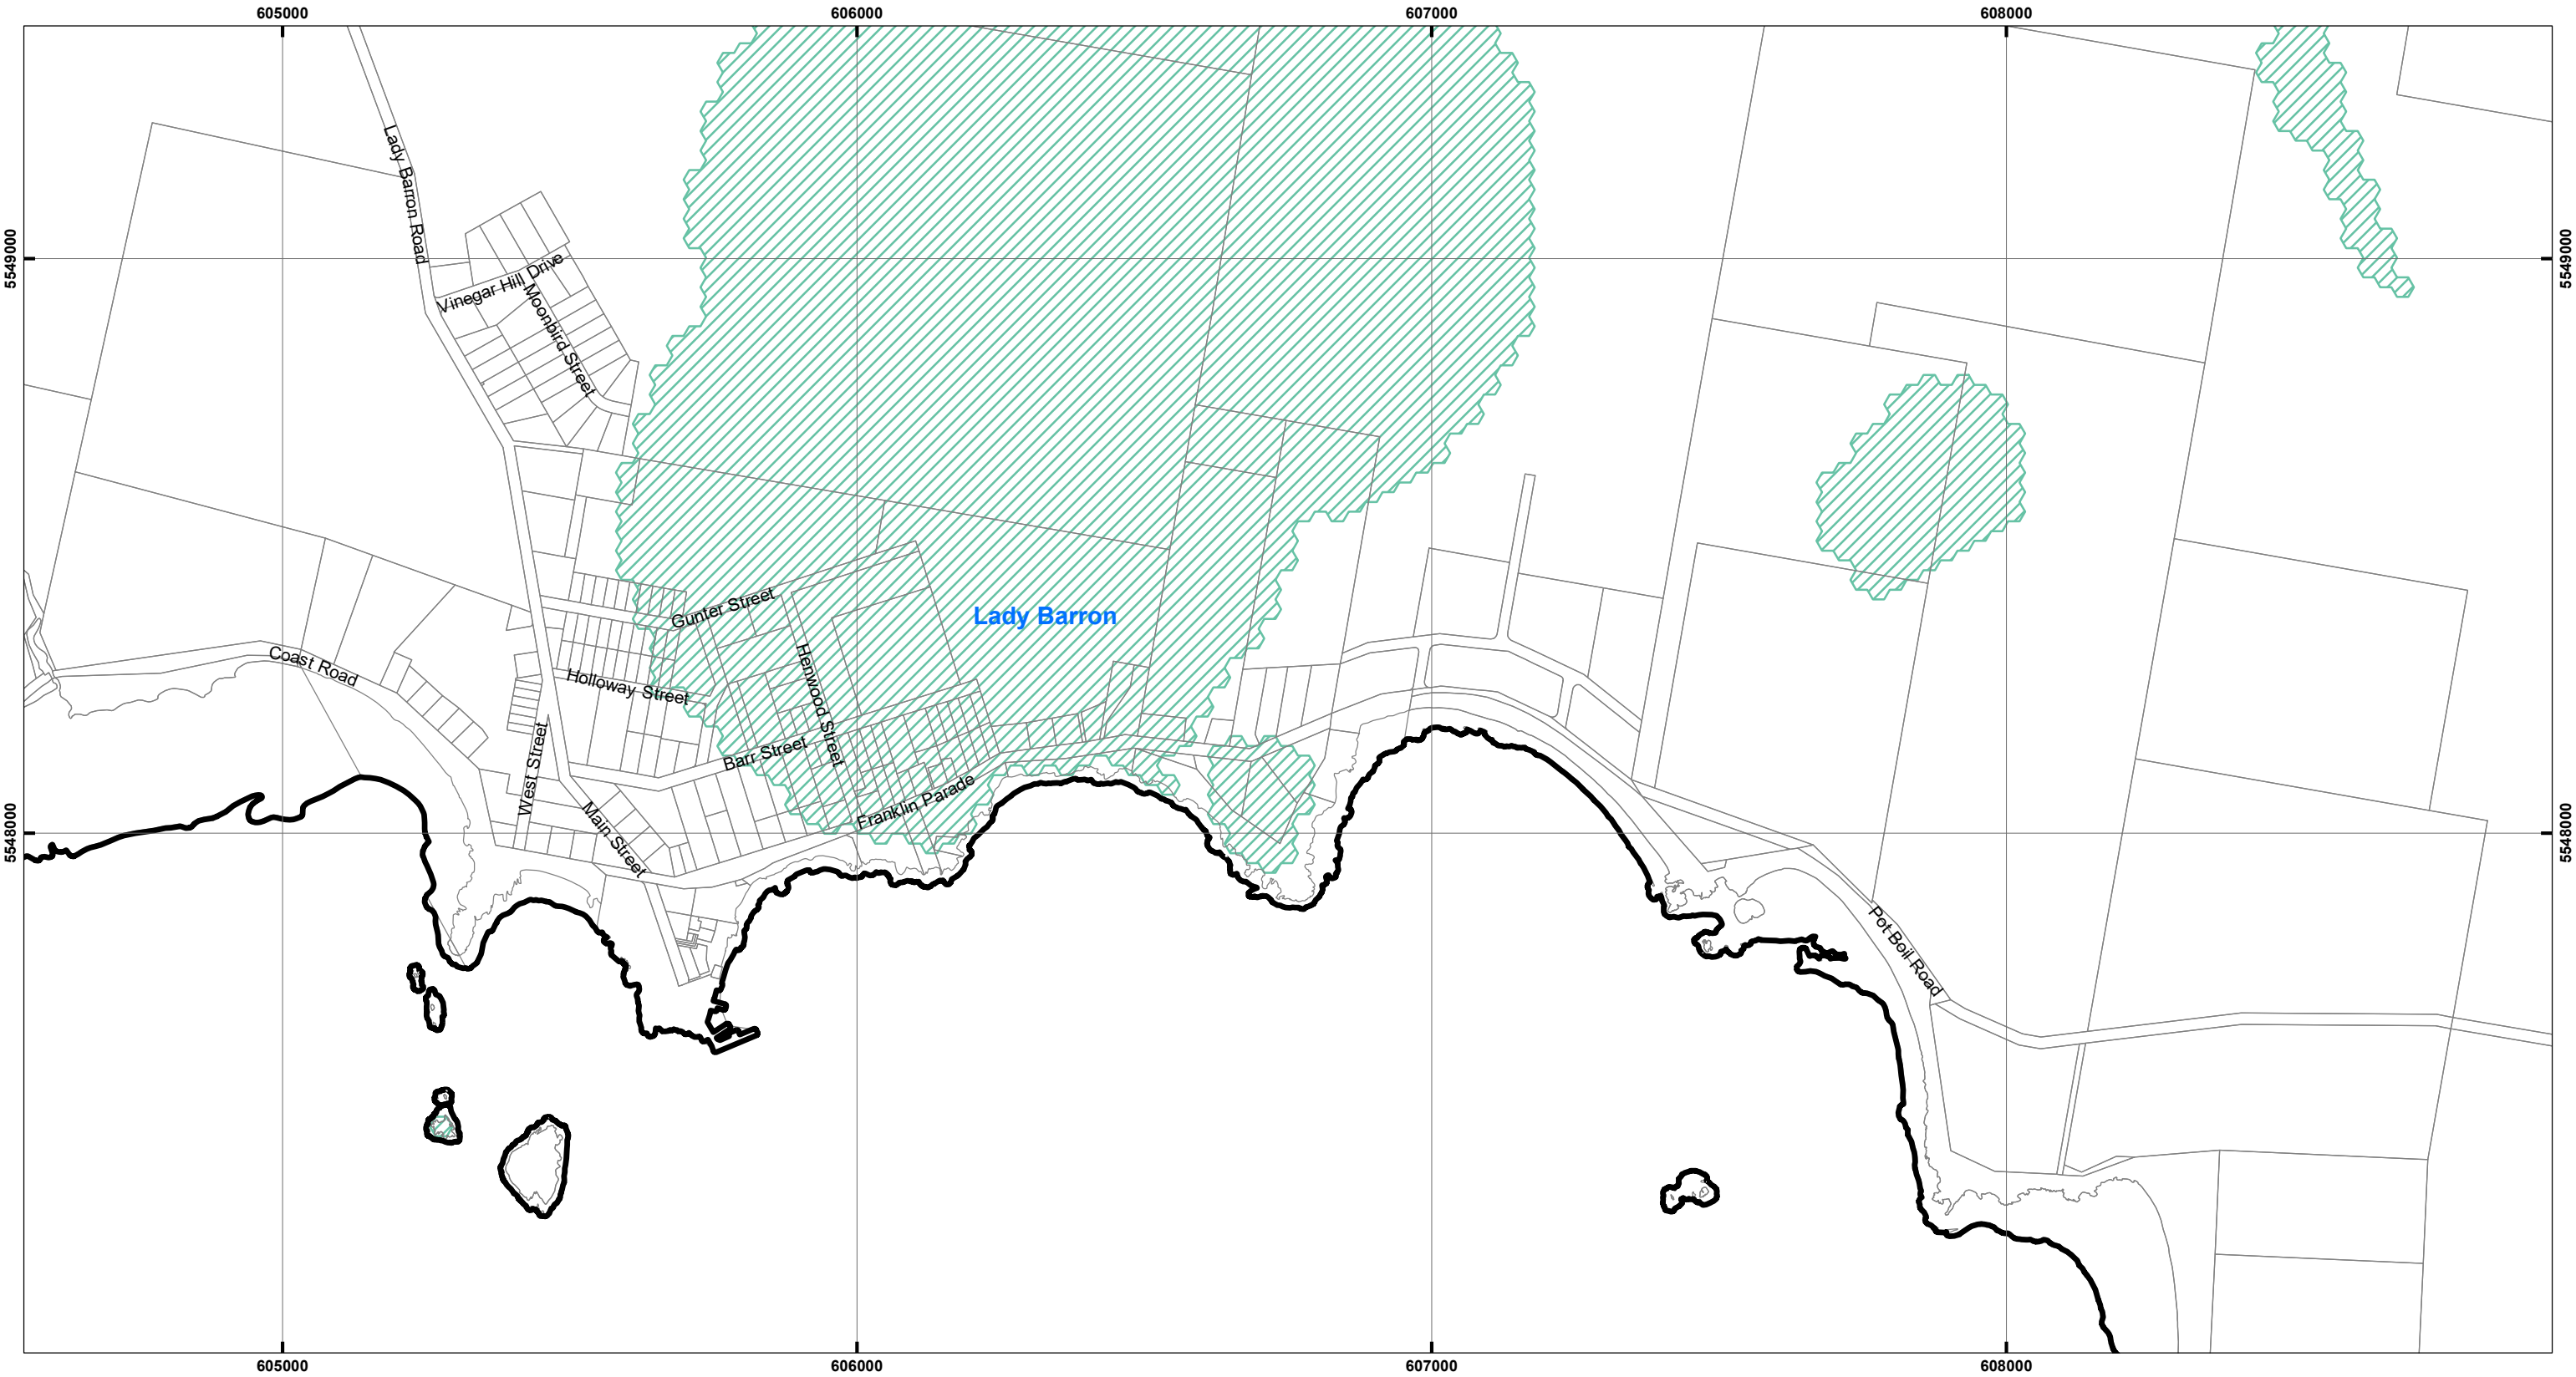 605000 606000 607000 608000
Lady Barron Road
5549000 5549000
Vinegar Hill Drive
Moonbird Street
Gunter Street
Lady Barron
Henwood Street
Coast Road
Holloway Street
West Street
Barr Street
Franklin Parade
Main Street
5548000 5548000
Pot Boil Road
605000 606000 607000 608000